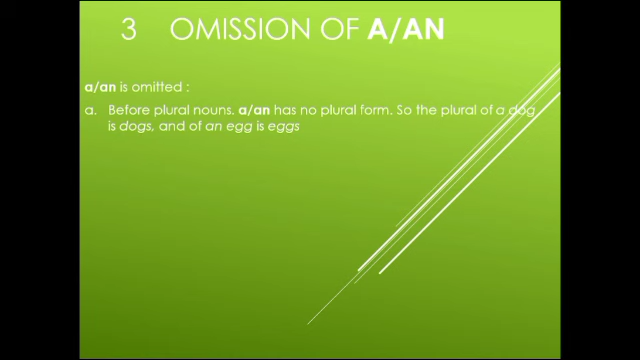 3 OMISSION OF A/AN
a/an is omitted :
a. Before plural nouns. a/an has no plural form. So the plural of a dog
is dogs, and of an egg is eggs